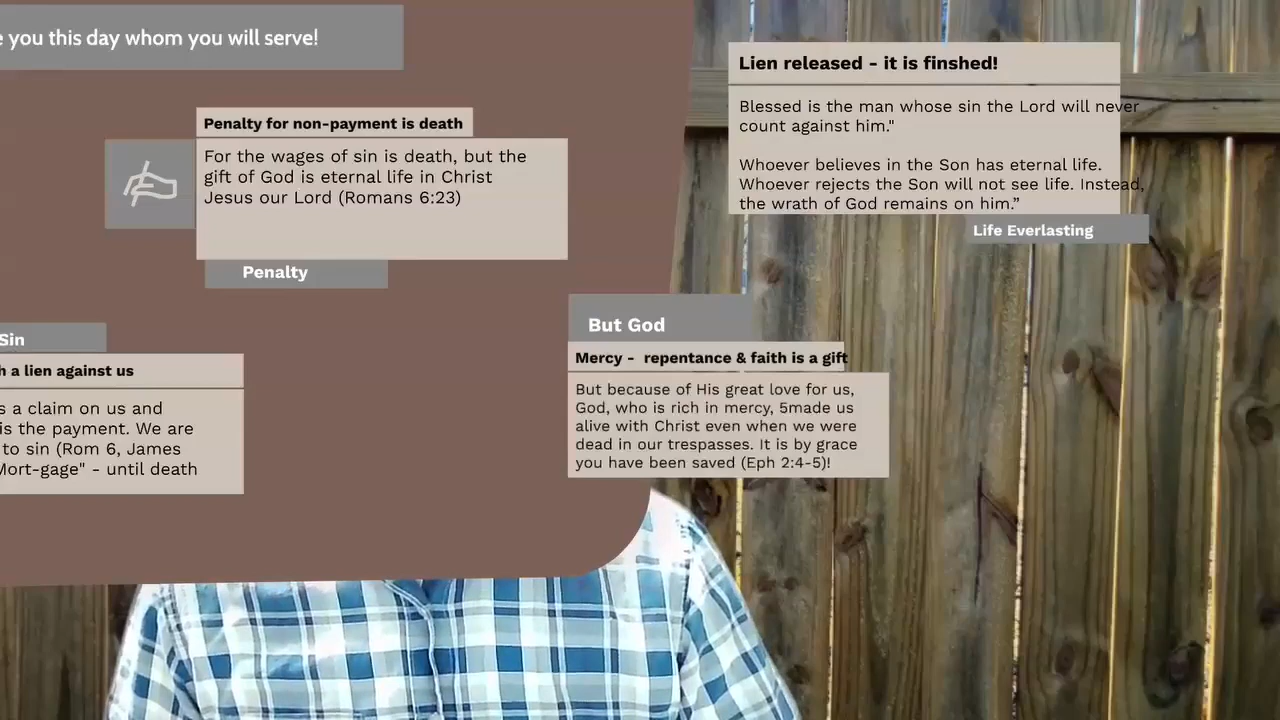 e you this day whom you will serve!
Lien released - it is finshed!
Blessed is the man whose sin the Lord will never
count against him."
Whoever believes in the Son has eternal life.
Whoever rejects the Son will not see life. Instead,
the wrath of God remains on him.”
Life Everlasting
Penalty for non-payment is death
For the wages of sin is death, but the
gift of God is eternal life in Christ
Jesus our Lord (Romans 6:23)
Penalty
But God
Mercy - repentance & faith is a gift
But because of His great love for us,
God, who is rich in mercy, 5made us
alive with Christ even when we were
dead in our trespasses. It is by grace
you have been saved (Eph 2:4-5)!
Sin
h a lien against us
s a claim on us and
is the payment. We are
to sin (Rom 6, James
Mort-gage" - until death